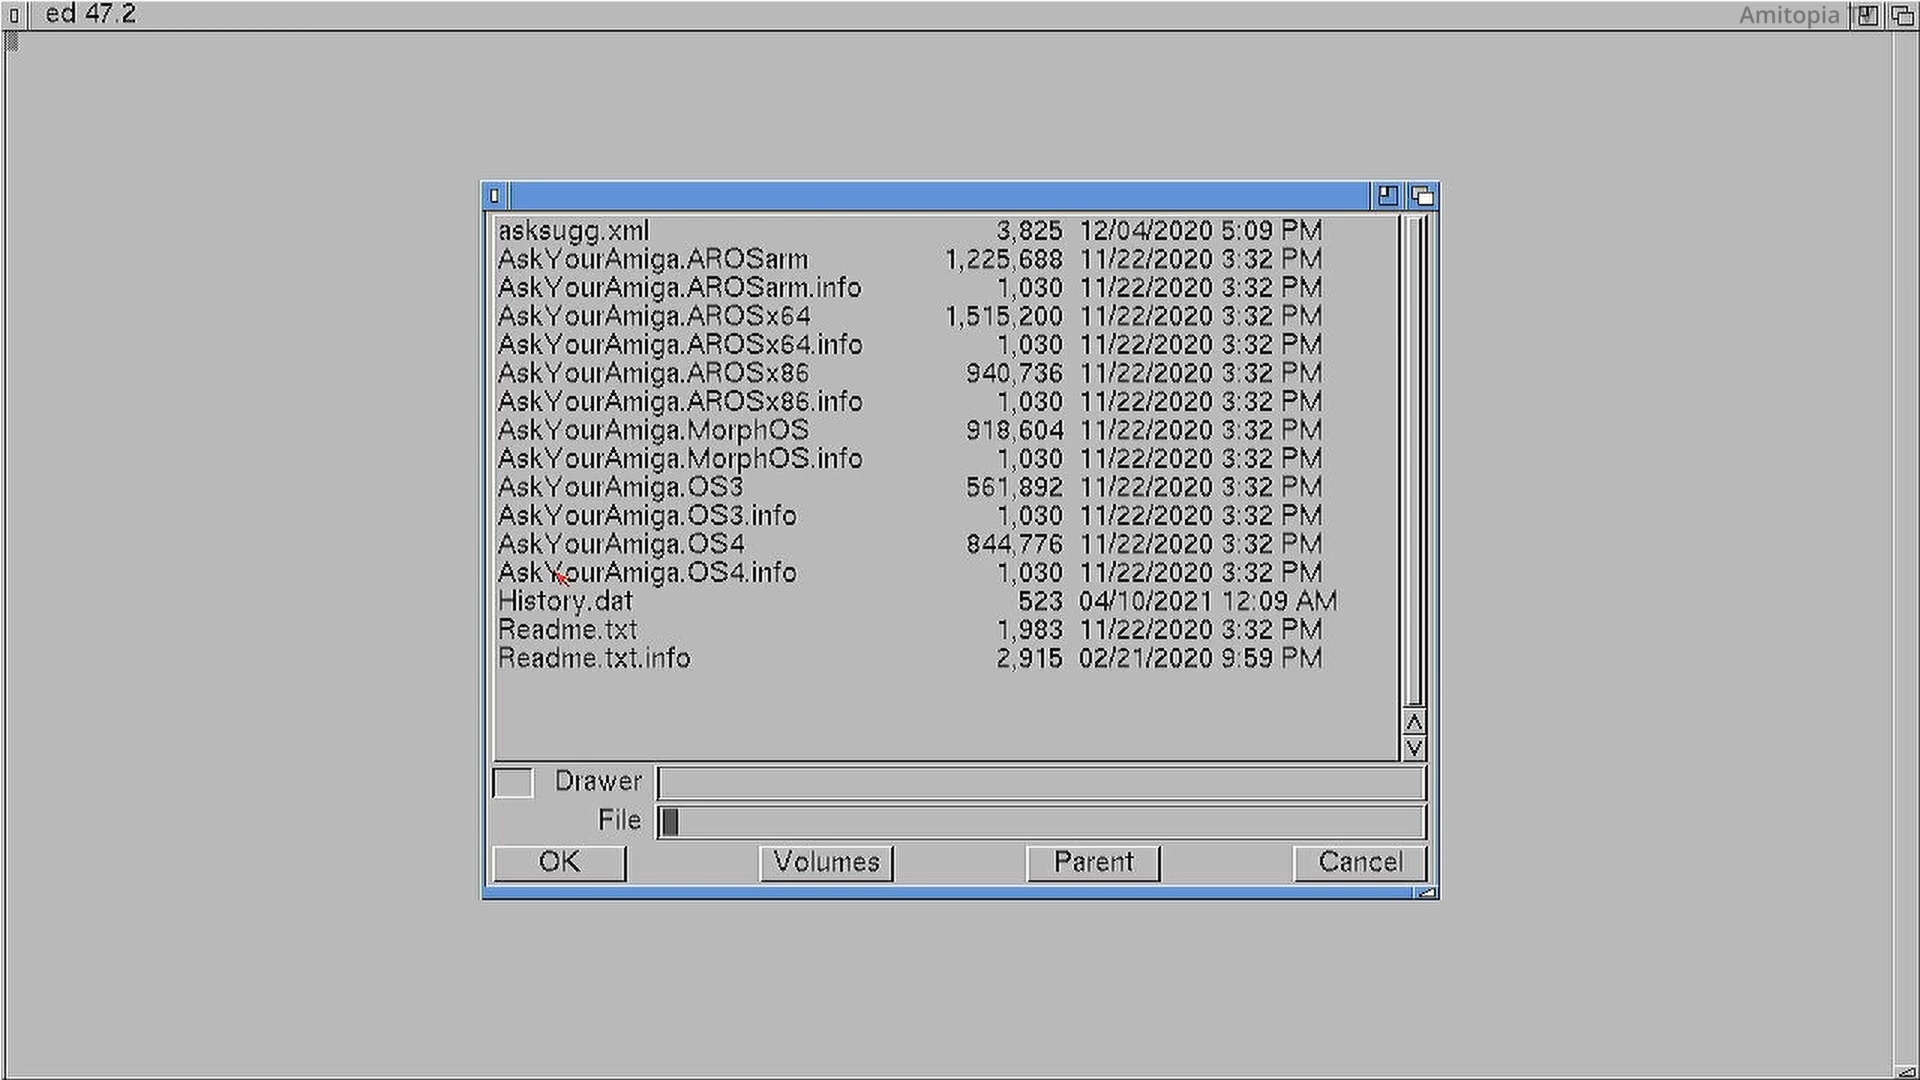 ed 47.2
Amitopia TV
asksugg.xml 3,825 12/04/2020 5:09 PM
AskYourAmiga.AROSarm 1,225,688 11/22/2020 3:32 PM
AskYourAmiga.AROSarm.info 1,030 11/22/2020 3:32 PM
AskYourAmiga.AROSx64 1,515,200 11/22/2020 3:32 PM
AskYourAmiga.AROSx64.info 1,030 11/22/2020 3:32 PM
AskYourAmiga.AROSx86 940,736 11/22/2020 3:32 PM
AskYourAmiga.AROSx86.info 1,030 11/22/2020 3:32 PM
AskYourAmiga.MorphOS 918,604 11/22/2020 3:32 PM
AskYourAmiga.MorphOS.info 1,030 11/22/2020 3:32 PM
AskYourAmiga.OS3 561,892 11/22/2020 3:32 PM
AskYourAmiga.OS3.info 1,030 11/22/2020 3:32 PM
AskYourAmiga.OS4 844,776 11/22/2020 3:32 PM
AskYourAmiga.OS4.info 1,030 11/22/2020 3:32 PM
History.dat 523 04/10/2021 12:09 AM
Readme.txt 1,983 11/22/2020 3:32 PM
Readme.txt.info 2,915 02/21/2020 9:59 PM
Drawer
File
OK Volumes Parent Cancel